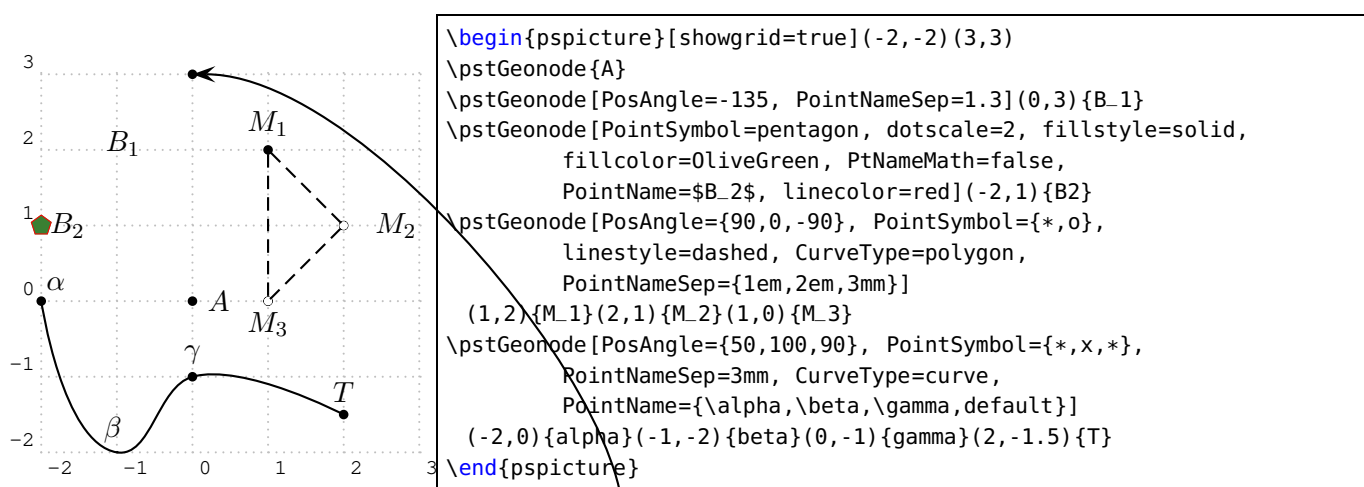 3
2
1
0
−1
−2
−2
−1
0
1
2
3
M₁
B₁
B₂
M₂
α
A
M₃
γ
T
β
\begin{pspicture}[showgrid=true](-2,-2)(3,3)
\pstGeonode{A}
\pstGeonode[PosAngle=-135, PointNameSep=1.3](0,3){B_1}
\pstGeonode[PointSymbol=pentagon, dotscale=2, fillstyle=solid,
fillcolor=OliveGreen, PtNameMath=false,
PointName=$B_2$, linecolor=red](-2,1){B2}
\pstGeonode[PosAngle={90,0,-90}, PointSymbol={*,o},
linestyle=dashed, CurveType=polygon,
PointNameSep={1em,2em,3mm}]
(1,2){M_1}(2,1){M_2}(1,0){M_3}
\pstGeonode[PosAngle={50,100,90}, PointSymbol={*,x,*},
PointNameSep=3mm, CurveType=curve,
PointName={\alpha,\beta,\gamma,default}]
(-2,0){alpha}(-1,-2){beta}(0,-1){gamma}(2,-1.5){T}
\end{pspicture}